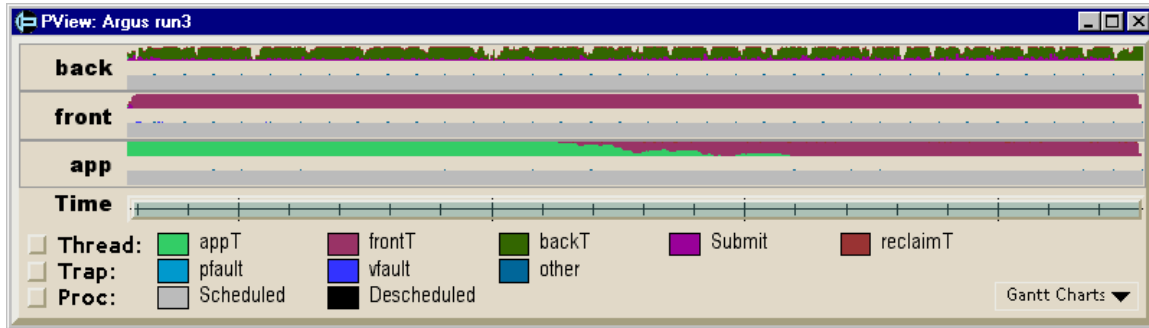 PView: Argus run3
back
front
app
Time
Thread: appT frontT backT Submit reclaimT
Trap: pfault vfault other
Proc: Scheduled Descheduled Gantt Charts